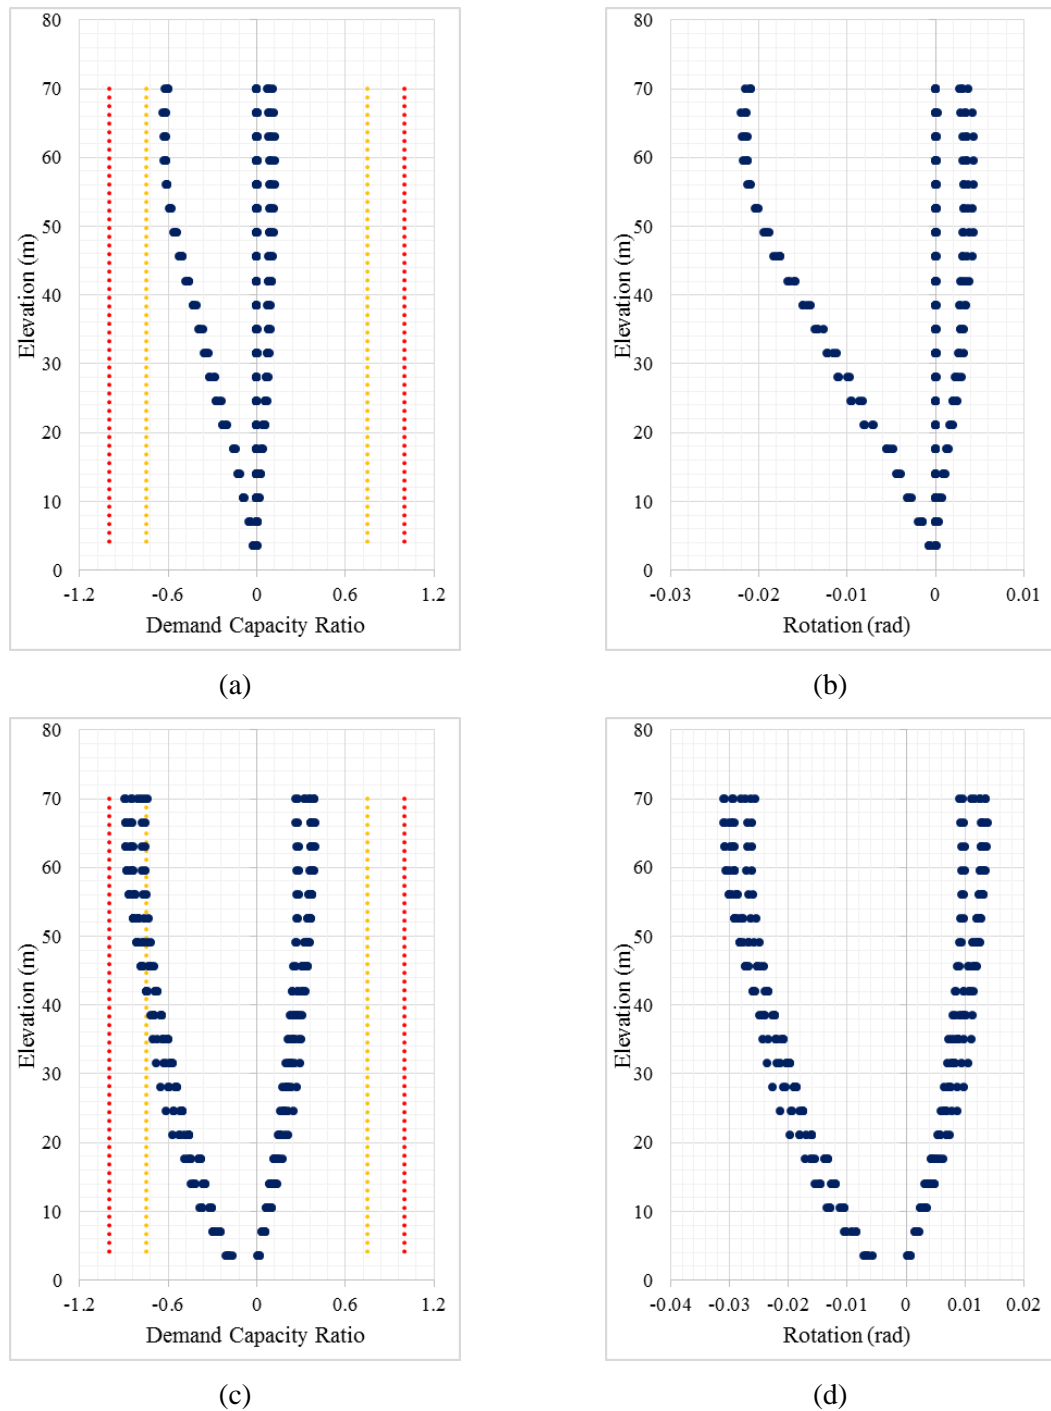 80
70
60
50
40
30
20
10
0
Elevation (m)
-1.2 -0.6 0 0.6 1.2
Demand Capacity Ratio
(a)
80
70
60
50
40
30
20
10
0
Elevation (m)
-0.03 -0.02 -0.01 0 0.01
Rotation (rad)
(b)
80
70
60
50
40
30
20
10
0
Elevation (m)
-1.2 -0.6 0 0.6 1.2
Demand Capacity Ratio
(c)
80
70
60
50
40
30
20
10
0
Elevation (m)
-0.04 -0.03 -0.02 -0.01 0 0.01 0.02
Rotation (rad)
(d)